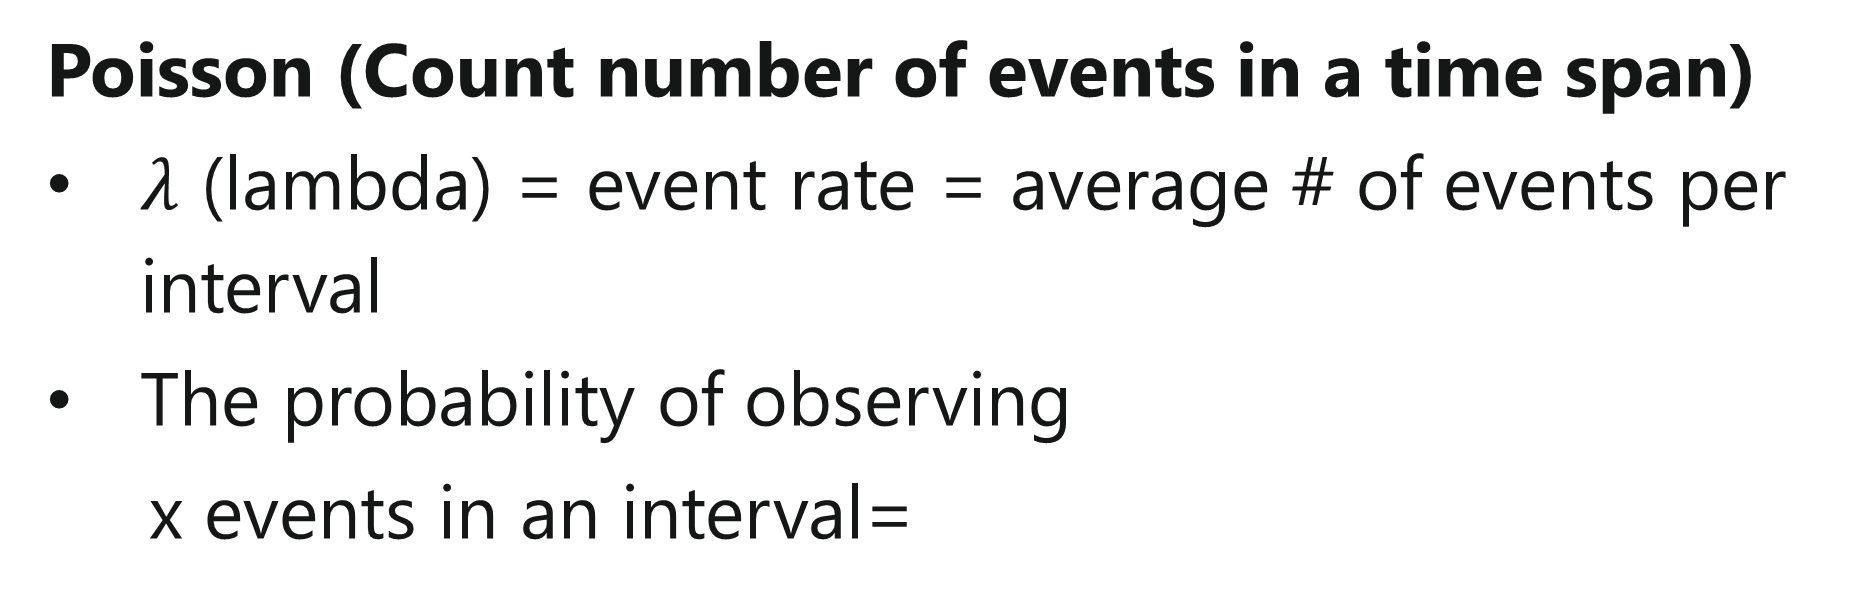 Poisson (Count number of events in a time span)
• λ (lambda) = event rate = average # of events per
interval
• The probability of observing
x events in an interval=